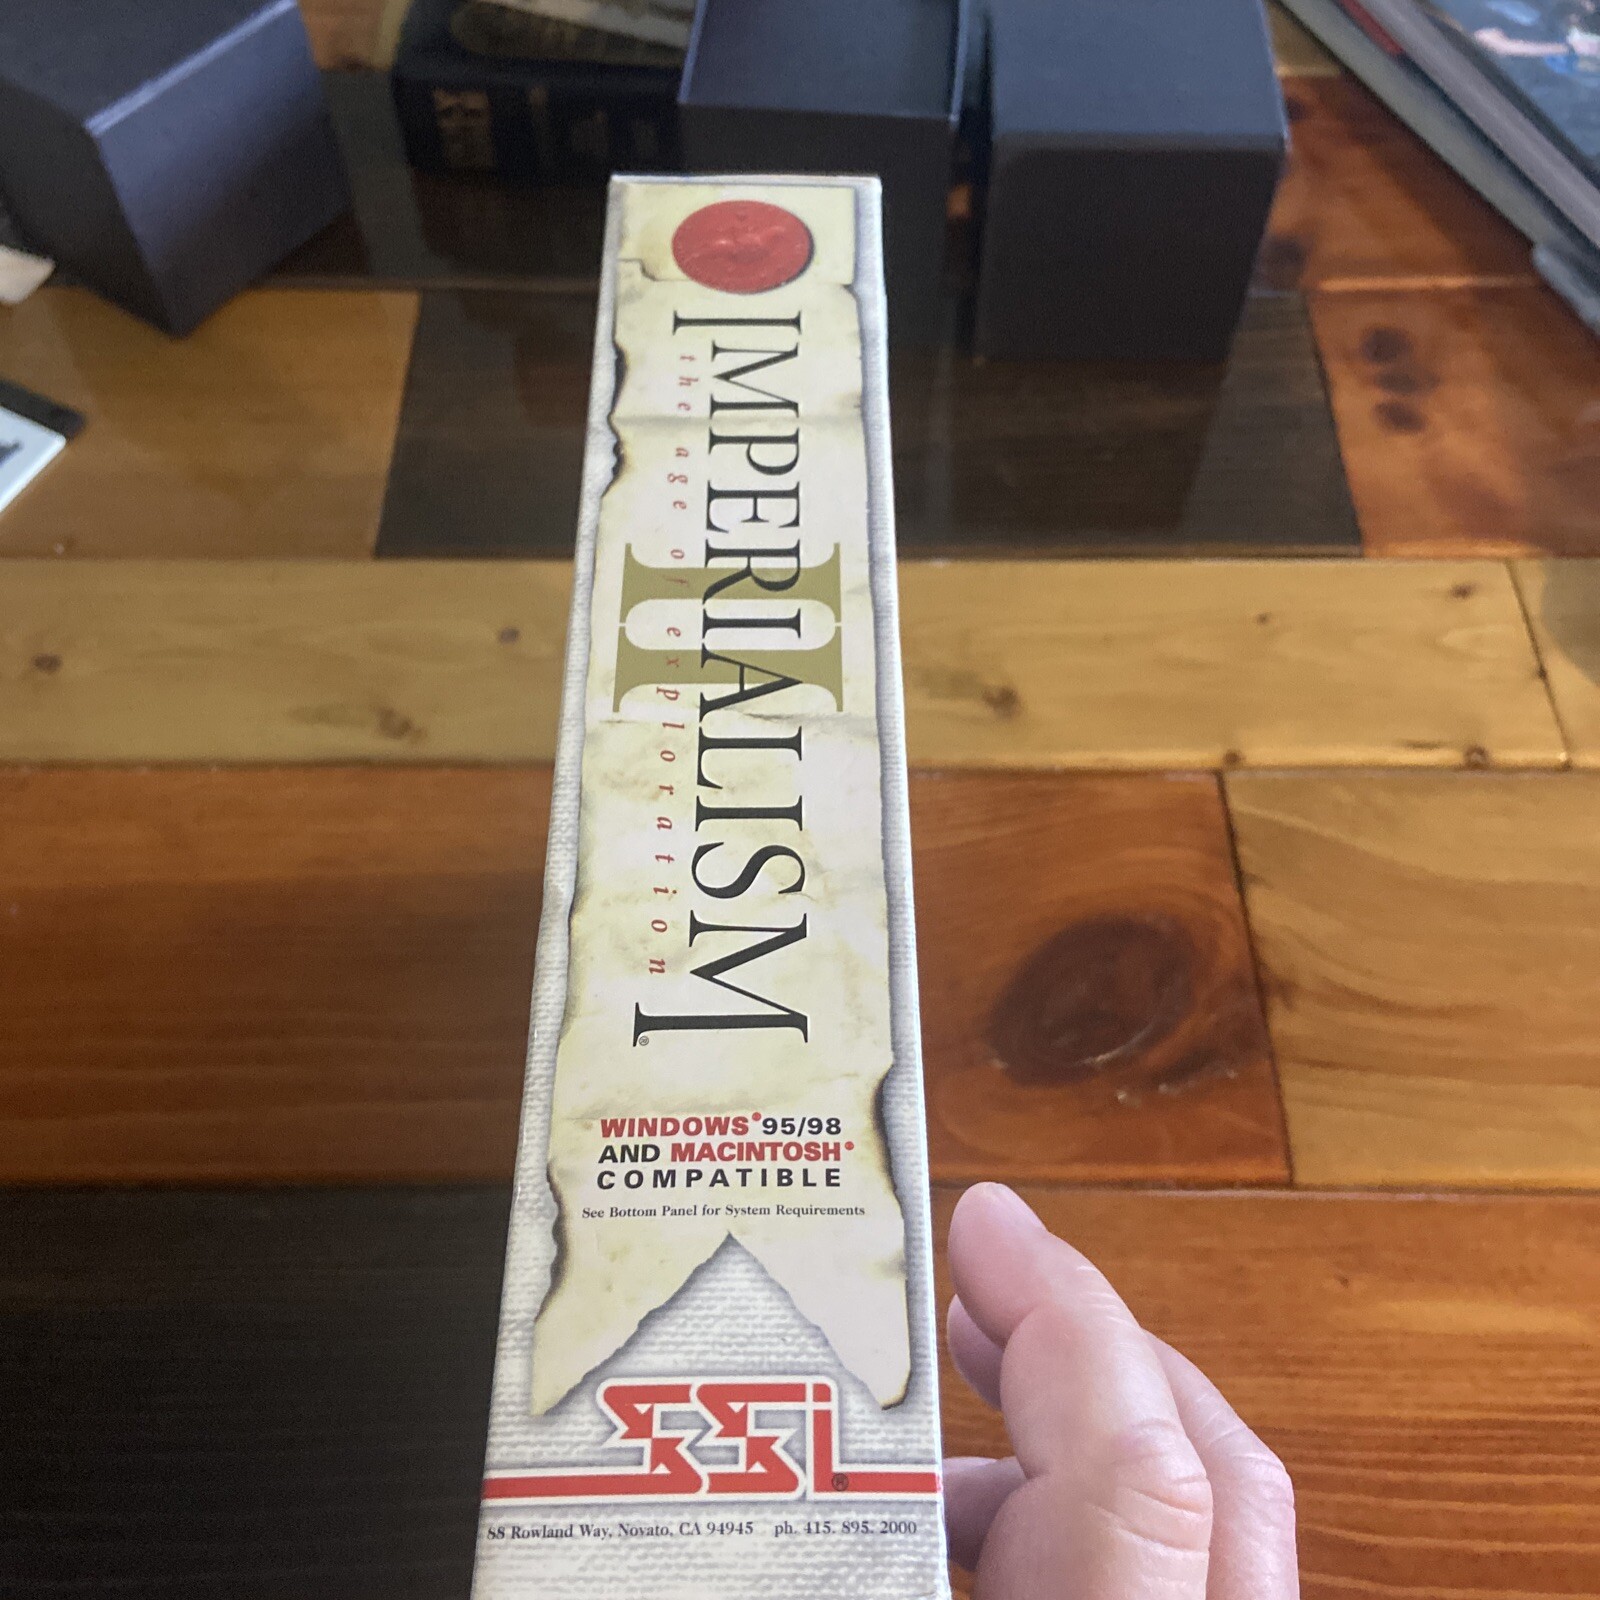 IMPERIALISM®
II
the age of exploration
WINDOWS® 95/98
AND MACINTOSH®
COMPATIBLE
See Bottom Panel for System Requirements
SSI®
88 Rowland Way, Novato, CA 94945 ph. 415. 895. 2000